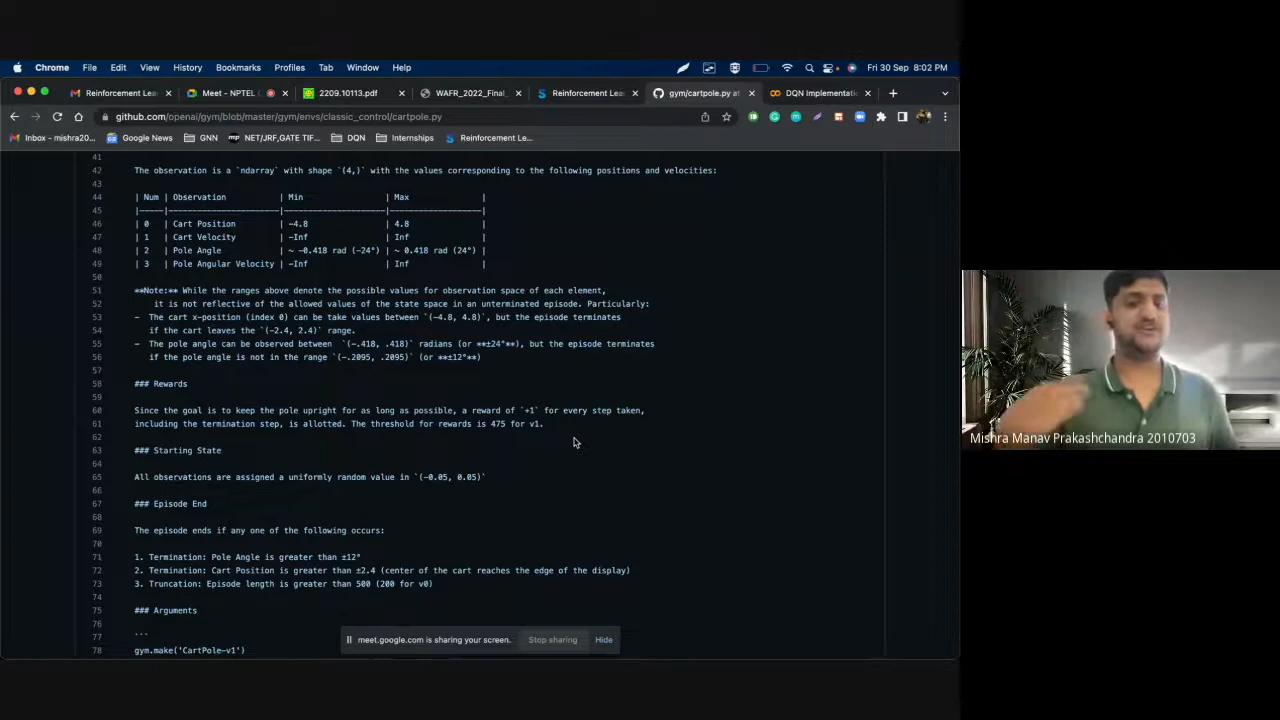 Chrome File Edit View History Bookmarks Profiles Tab Window Help Fri 30 Sep 8:02 PM
Reinforcement Lea Meet - NPTEL 2209.10113.pdf WAFR_2022_Final_ Reinforcement Lea gym/cartpole.py at DQN Implementa
github.com/openai/gym/blob/master/gym/envs/classic_control/cartpole.py
Inbox - mishra20... Google News GNN NET/JRF,GATE TIF... DQN Internships Reinforcement Le...
41
42 The observation is a `ndarray` with shape `(4,)` with the values corresponding to the following positions and velocities:
43
44 | Num | Observation | Min | Max |
45 |-----|-----------------------|---------------------|-------------------|
46 | 0 | Cart Position | -4.8 | 4.8 |
47 | 1 | Cart Velocity | -Inf | Inf |
48 | 2 | Pole Angle | ~ -0.418 rad (-24°) | ~ 0.418 rad (24°) |
49 | 3 | Pole Angular Velocity | -Inf | Inf |
50
51 **Note:** While the ranges above denote the possible values for observation space of each element,
52 it is not reflective of the allowed values of the state space in an unterminated episode. Particularly:
53 - The cart x-position (index 0) can be take values between `(-4.8, 4.8)`, but the episode terminates
54 if the cart leaves the `(-2.4, 2.4)` range.
55 - The pole angle can be observed between `(-.418, .418)` radians (or **±24°**), but the episode terminates
56 if the pole angle is not in the range `(-.2095, .2095)` (or **±12°**)
57
58 ### Rewards
59
60 Since the goal is to keep the pole upright for as long as possible, a reward of `+1` for every step taken,
61 including the termination step, is allotted. The threshold for rewards is 475 for v1.
62
63 ### Starting State
64
65 All observations are assigned a uniformly random value in `(-0.05, 0.05)`
66
67 ### Episode End
68
69 The episode ends if any one of the following occurs:
70
71 1. Termination: Pole Angle is greater than ±12°
72 2. Termination: Cart Position is greater than ±2.4 (center of the cart reaches the edge of the display)
73 3. Truncation: Episode length is greater than 500 (200 for v0)
74
75 ### Arguments
76
77 ```
78 gym.make('CartPole-v1')
meet.google.com is sharing your screen. Stop sharing Hide
Mishra Manav Prakashchandra 2010703